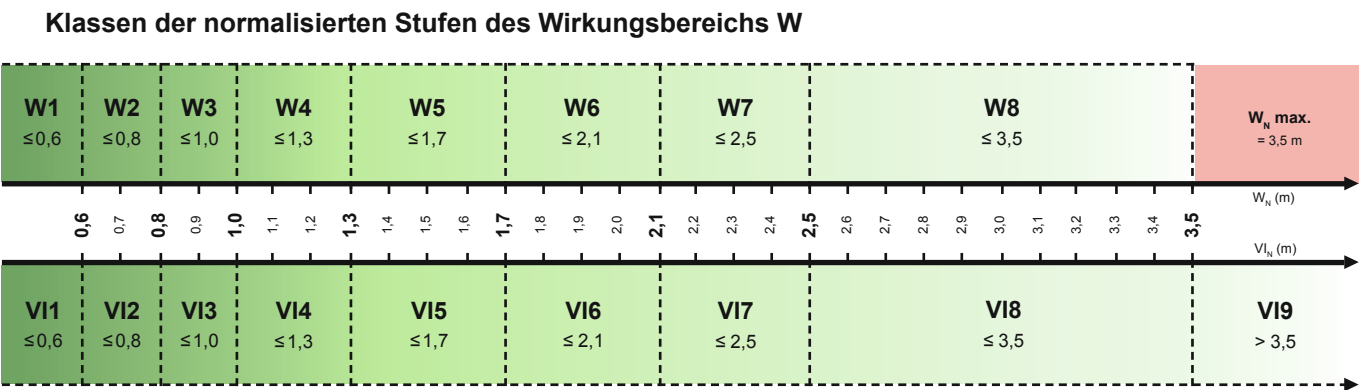 Klassen der normalisierten Stufen des Wirkungsbereichs W
W1 W2 W3 W4 W5 W6 W7 W8 W_N max.
≤0,6 ≤0,8 ≤1,0 ≤1,3 ≤1,7 ≤2,1 ≤2,5 ≤ 3,5 = 3,5 m
W_N (m)
0,6 0,7 0,8 0,9 1,0 1,1 1,2 1,3 1,4 1,5 1,6 1,7 1,8 1,9 2,0 2,1 2,2 2,3 2,4 2,5 2,6 2,7 2,8 2,9 3,0 3,1 3,2 3,3 3,4 3,5
VI_N (m)
VI1 VI2 VI3 VI4 VI5 VI6 VI7 VI8 VI9
≤0,6 ≤0,8 ≤1,0 ≤1,3 ≤1,7 ≤2,1 ≤2,5 ≤ 3,5 > 3,5